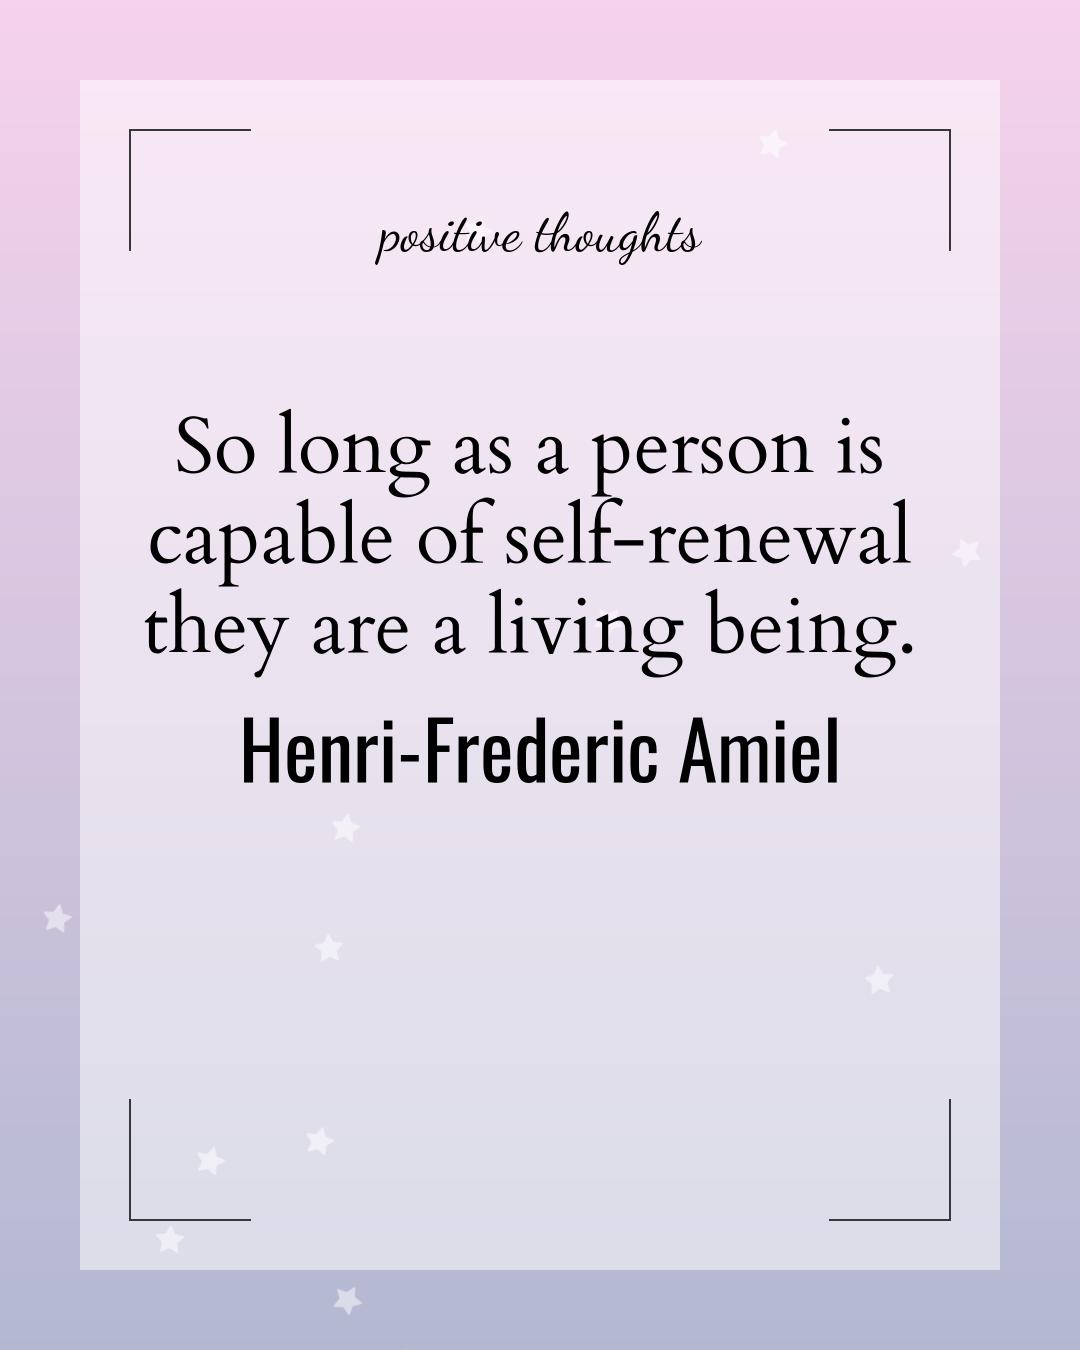 positive thoughts
So long as a person is
capable of self-renewal
they are a living being.
Henri-Frederic Amiel